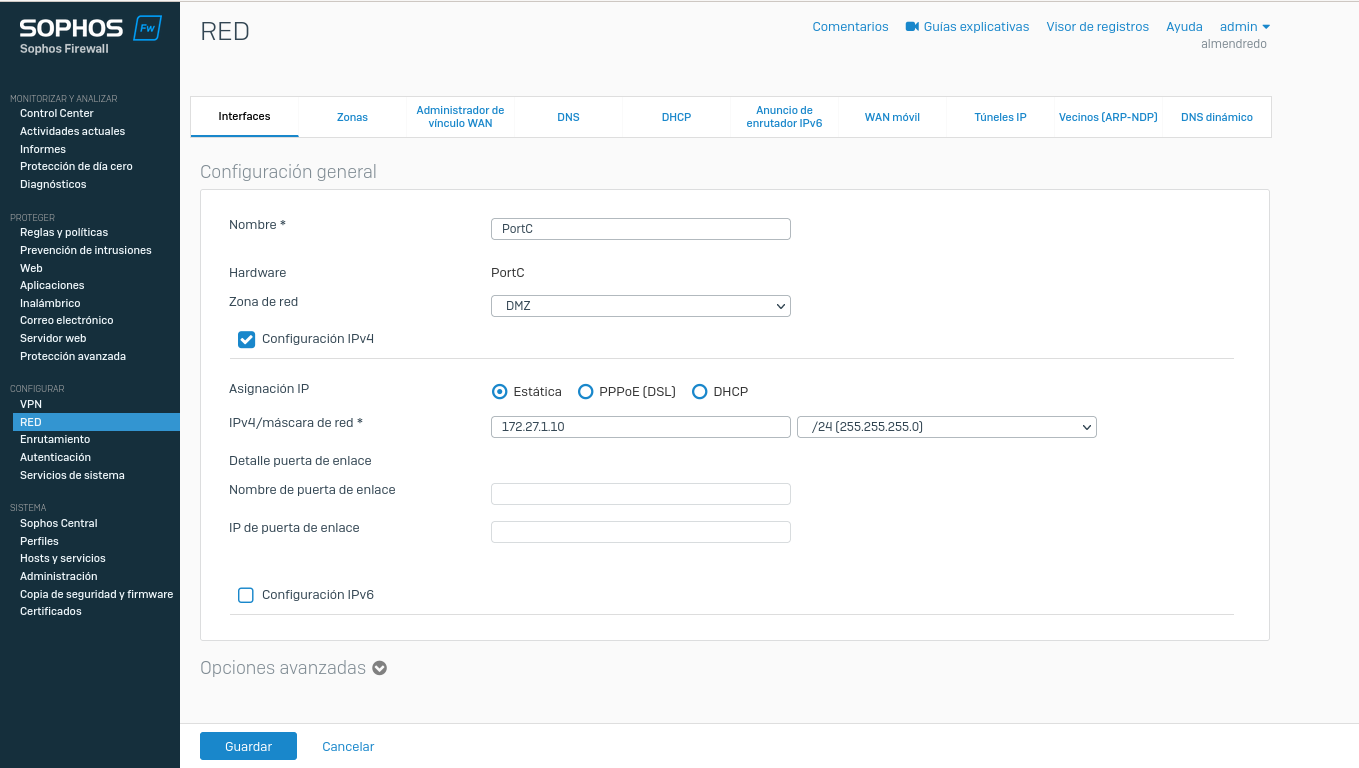 SOPHOS Fw
Sophos Firewall
MONITORIZAR Y ANALIZAR
Control Center
Actividades actuales
Informes
Protección de día cero
Diagnósticos
PROTEGER
Reglas y políticas
Prevención de intrusiones
Web
Aplicaciones
Inalámbrico
Correo electrónico
Servidor web
Protección avanzada
CONFIGURAR
VPN
RED
Enrutamiento
Autenticación
Servicios de sistema
SISTEMA
Sophos Central
Perfiles
Hosts y servicios
Administración
Copia de seguridad y firmware
Certificados
RED
Comentarios Guías explicativas Visor de registros Ayuda admin
almendredo
Interfaces
Zonas
Administrador de
vínculo WAN
DNS
DHCP
Anuncio de
enrutador IPv6
WAN móvil
Túneles IP
Vecinos (ARP-NDP)
DNS dinámico
Configuración general
Nombre * PortC
Hardware PortC
Zona de red DMZ
Configuración IPv4
Asignación IP Estática PPPoE (DSL) DHCP
IPv4/máscara de red * 172.27.1.10 /24 (255.255.255.0)
Detalle puerta de enlace
Nombre de puerta de enlace
IP de puerta de enlace
Configuración IPv6
Opciones avanzadas
Guardar Cancelar